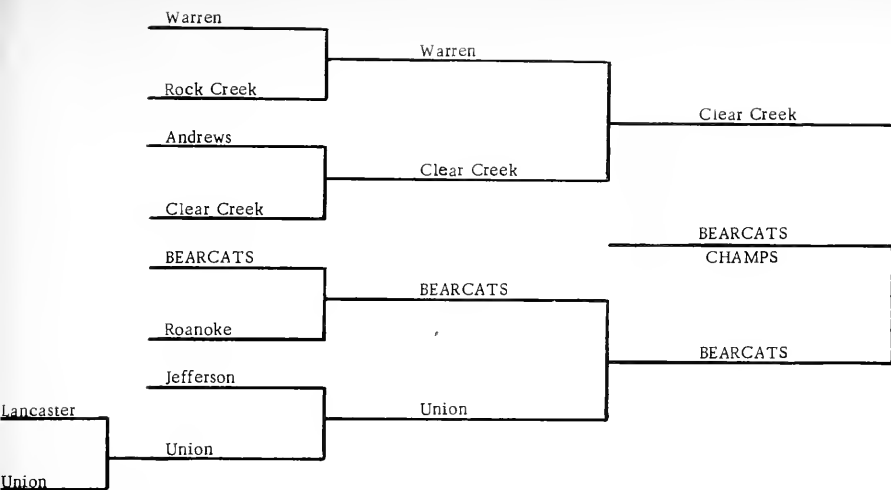 Warren
Warren
Rock Creek
Clear Creek
Andrews
Clear Creek
Clear Creek
BEARCATS
CHAMPS
BEARCATS
BEARCATS
Roanoke
BEARCATS
Jefferson
Lancaster
Union
Union
Union